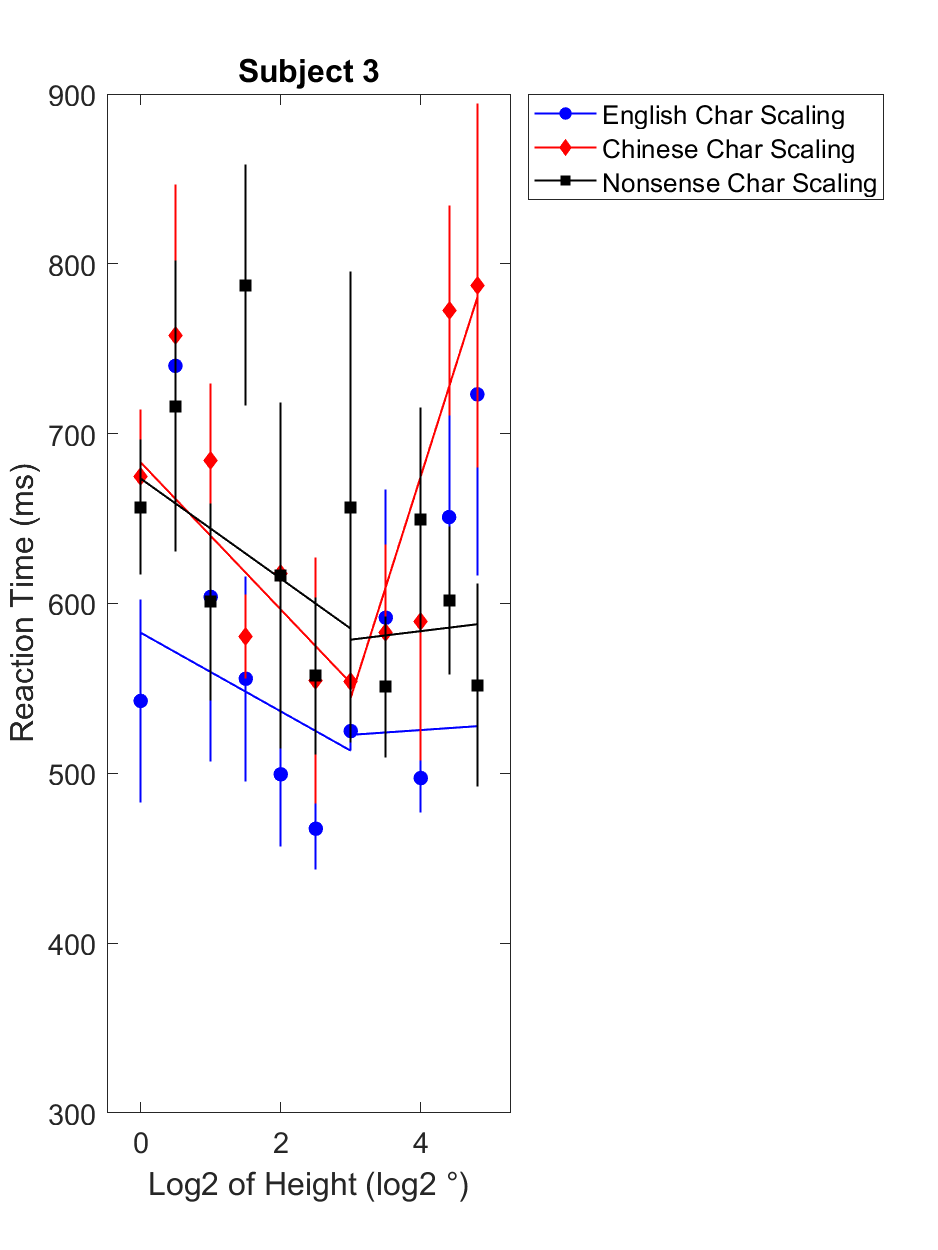 Subject 3
English Char Scaling
Chinese Char Scaling
Nonsense Char Scaling
900
800
700
600
500
400
300
Reaction Time (ms)
0 2 4
Log2 of Height (log2 °)